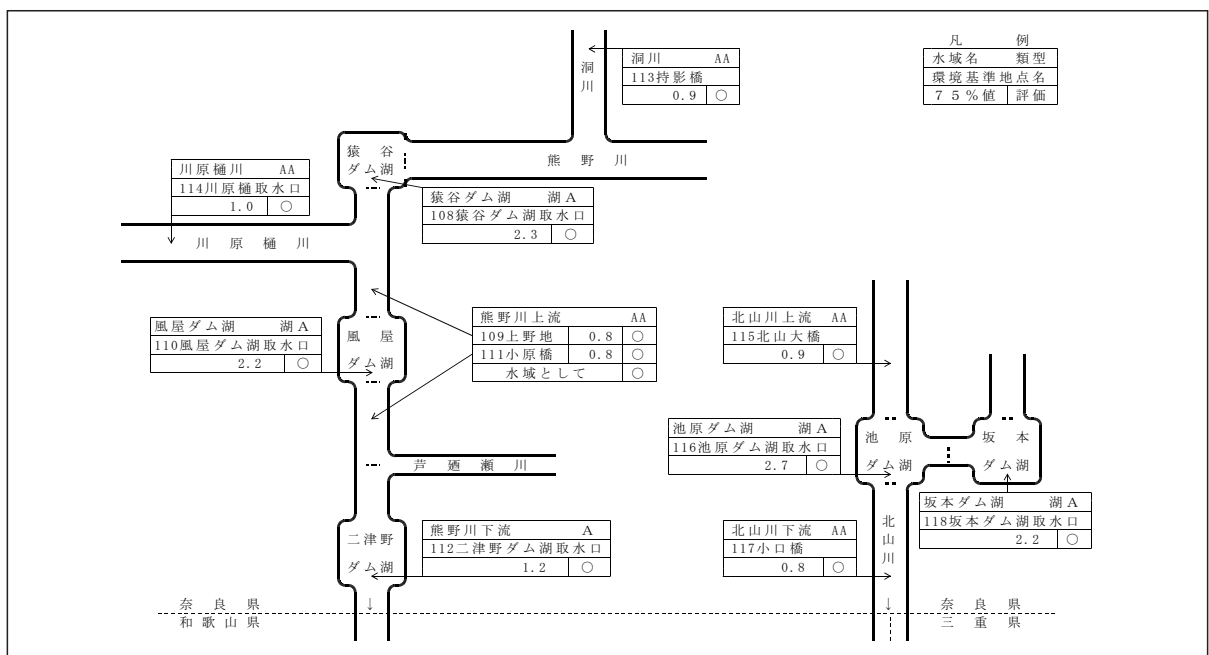 凡 例
水域名 類型
環境基準地点名
75%値 評価
洞川 AA
113持影橋
0.9 ○
洞川
熊野川
猿谷
ダム湖
川原樋川 AA
114川原樋取水口
1.0 ○
猿谷ダム湖 湖A
108猿谷ダム湖取水口
2.3 ○
川原樋川
風屋ダム湖 湖A
110風屋ダム湖取水口
2.2 ○
風屋
ダム湖
熊野川上流 AA
109上野地 0.8 ○
111小原橋 0.8 ○
水域として ○
北山川上流 AA
115北山大橋
0.9 ○
池原ダム湖 湖A
116池原ダム湖取水口
2.7 ○
池原
ダム湖
坂本
ダム湖
芦廼瀬川
坂本ダム湖 湖A
118坂本ダム湖取水口
2.2 ○
二津野
ダム湖
熊野川下流 A
112二津野ダム湖取水口
1.2 ○
北山川下流 AA
117小口橋
0.8 ○
北山川
奈良県 ↓ ↓ 奈良県
和歌山県 三重県